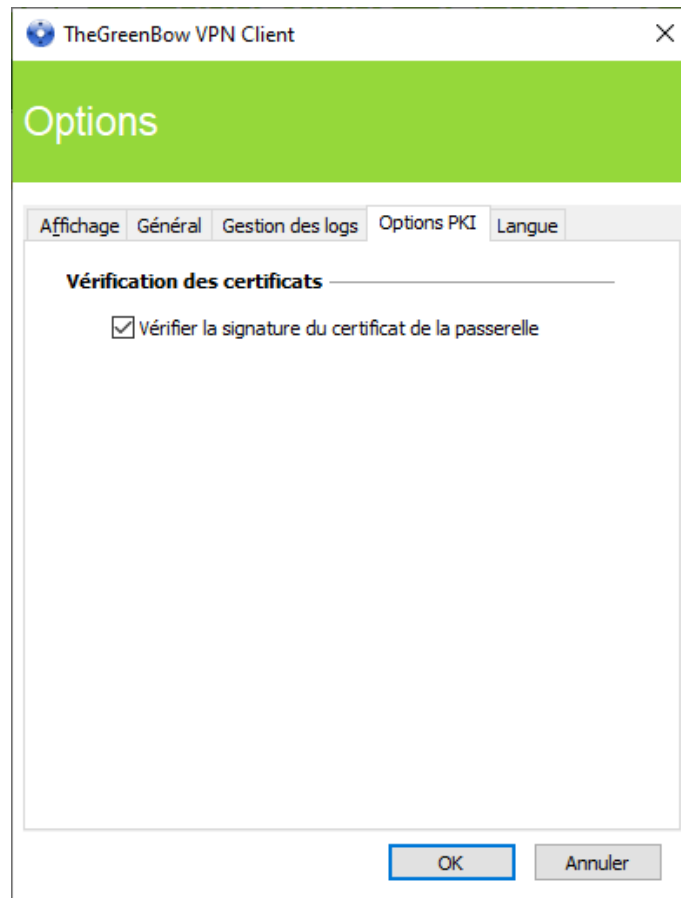 TheGreenBow VPN Client
Options
Affichage Général Gestion des logs Options PKI Langue
Vérification des certificats
Vérifier la signature du certificat de la passerelle
OK Annuler